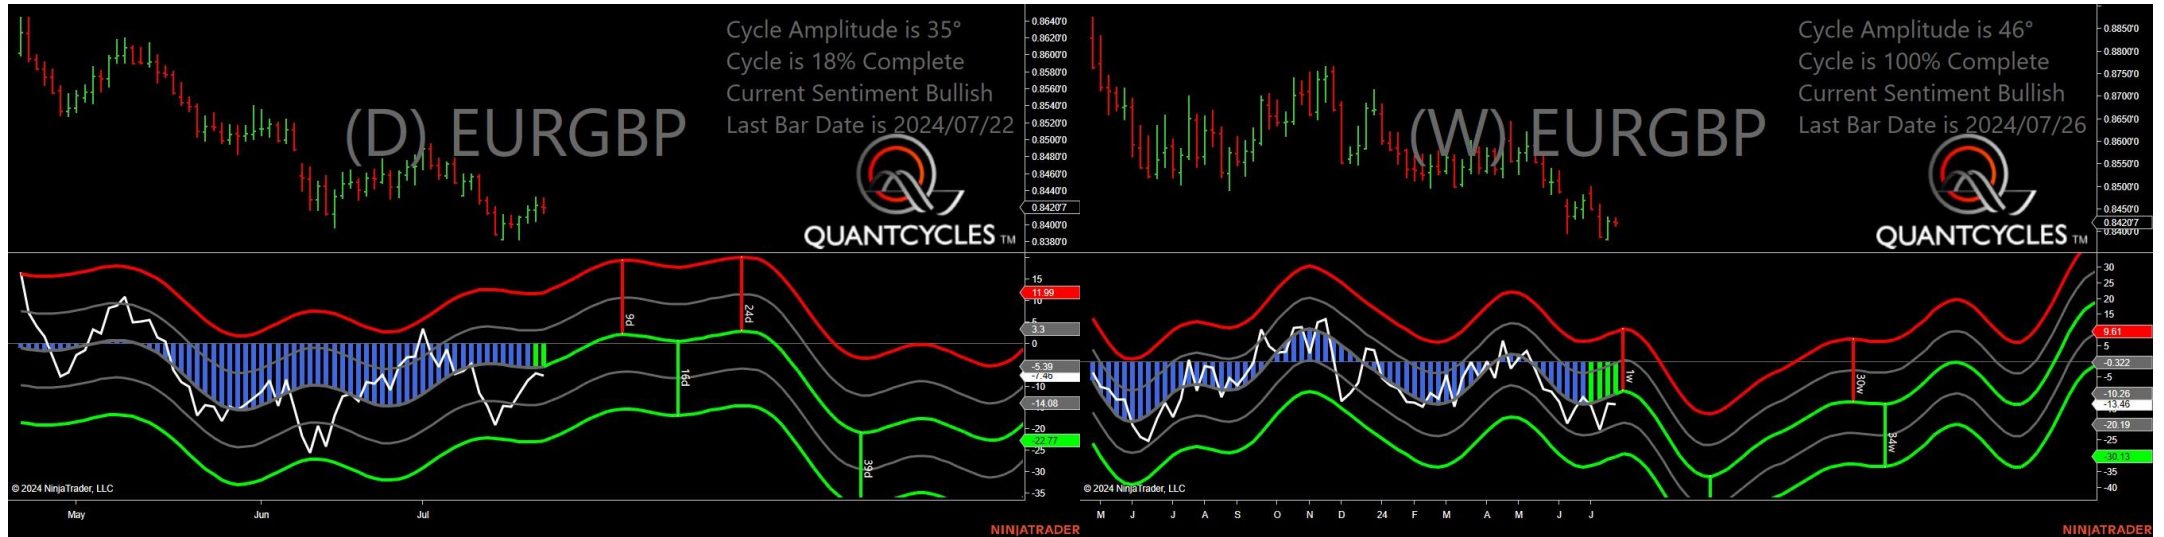 Cycle Amplitude is 35°
Cycle is 18% Complete
Current Sentiment Bullish
Last Bar Date is 2024/07/22
(D) EURGBP
QUANTCYCLES TM
0.8640'0
0.8620'0
0.8600'0
0.8580'0
0.8560'0
0.8540'0
0.8520'0
0.8500'0
0.8480'0
0.8460'0
0.8440'0
0.8420'7
0.8400'0
0.8380'0
15
11.99
10
5
3.3
0
-5.39
-7.46
-10
-14.08
-20
-22.77
-25
-30
-35
9d
16d
24d
39d
© 2024 NinjaTrader, LLC
May
Jun
Jul
NINJATRADER
Cycle Amplitude is 46°
Cycle is 100% Complete
Current Sentiment Bullish
Last Bar Date is 2024/07/26
(W) EURGBP
QUANTCYCLES TM
0.8850'0
0.8800'0
0.8750'0
0.8700'0
0.8650'0
0.8600'0
0.8550'0
0.8500'0
0.8450'0
0.8420'7
0.8400'0
30
25
20
15
9.61
5
-0.322
-5
-10.26
-13.46
-20.19
-25
-30.13
-35
-40
1w
30w
34w
© 2024 NinjaTrader, LLC
M J J A S O N D 24 F M A M J J
NINJATRADER